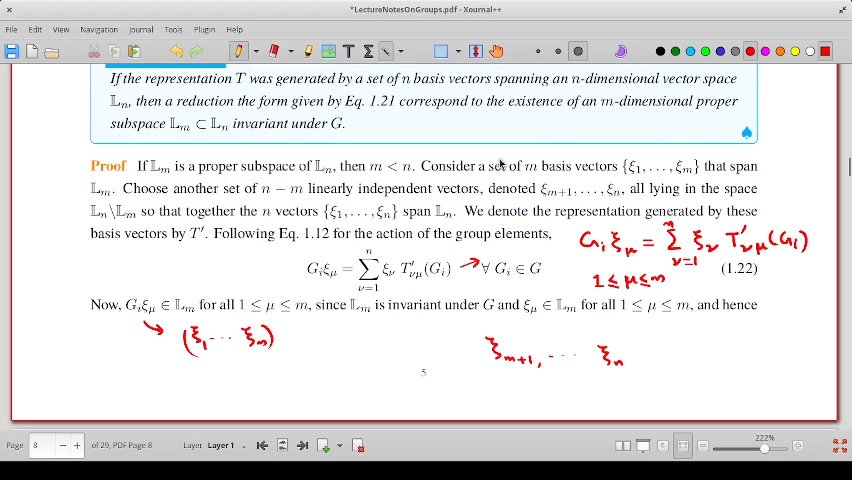 *LectureNotesOnGroups.pdf - Xournal++
File Edit View Navigation Journal Tools Plugin Help
If the representation T was generated by a set of n basis vectors spanning an n-dimensional vector space
𝕃ₙ, then a reduction the form given by Eq. 1.21 correspond to the existence of an m-dimensional proper
subspace 𝕃ₘ ⊂ 𝕃ₙ invariant under G.
Proof If 𝕃ₘ is a proper subspace of 𝕃ₙ, then m < n. Consider a set of m basis vectors {ξ₁, . . . , ξₘ} that span
𝕃ₘ. Choose another set of n − m linearly independent vectors, denoted ξₘ₊₁, . . . , ξₙ, all lying in the space
𝕃ₙ\𝕃ₘ so that together the n vectors {ξ₁, . . . , ξₙ} span 𝕃ₙ. We denote the representation generated by these
basis vectors by T′. Following Eq. 1.12 for the action of the group elements,
Gᵢ ξ_μ = ∑_{ν=1}^{n} ξ_ν T′_{νμ}(Gᵢ)
1 ≤ μ ≤ m
Gᵢξ_μ = ∑_{ν=1}^{n} ξ_ν T′_{νμ}(Gᵢ) → ∀ Gᵢ ∈ G (1.22)
Now, Gᵢξ_μ ∈ 𝕃ₘ for all 1 ≤ μ ≤ m, since 𝕃ₘ is invariant under G and ξ_μ ∈ 𝕃ₘ for all 1 ≤ μ ≤ m, and hence
→ (ξ₁ ... ξₘ)
ξₘ₊₁, ... ξₙ
5
Page 8 of 29, PDF Page 8 Layer Layer 1 222%